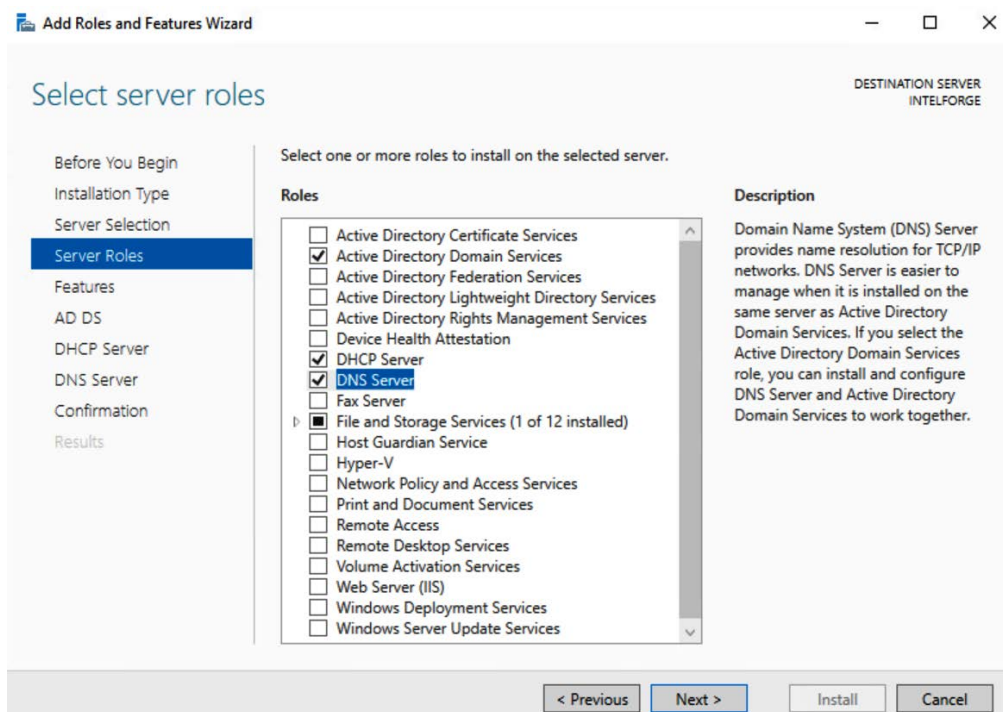 Add Roles and Features Wizard
Select server roles
DESTINATION SERVER
INTELFORGE
Before You Begin
Installation Type
Server Selection
Server Roles
Features
AD DS
DHCP Server
DNS Server
Confirmation
Results
Select one or more roles to install on the selected server.
Roles
Active Directory Certificate Services
Active Directory Domain Services
Active Directory Federation Services
Active Directory Lightweight Directory Services
Active Directory Rights Management Services
Device Health Attestation
DHCP Server
DNS Server
Fax Server
File and Storage Services (1 of 12 installed)
Host Guardian Service
Hyper-V
Network Policy and Access Services
Print and Document Services
Remote Access
Remote Desktop Services
Volume Activation Services
Web Server (IIS)
Windows Deployment Services
Windows Server Update Services
Description
Domain Name System (DNS) Server
provides name resolution for TCP/IP
networks. DNS Server is easier to
manage when it is installed on the
same server as Active Directory
Domain Services. If you select the
Active Directory Domain Services
role, you can install and configure
DNS Server and Active Directory
Domain Services to work together.
< Previous
Next >
Install
Cancel